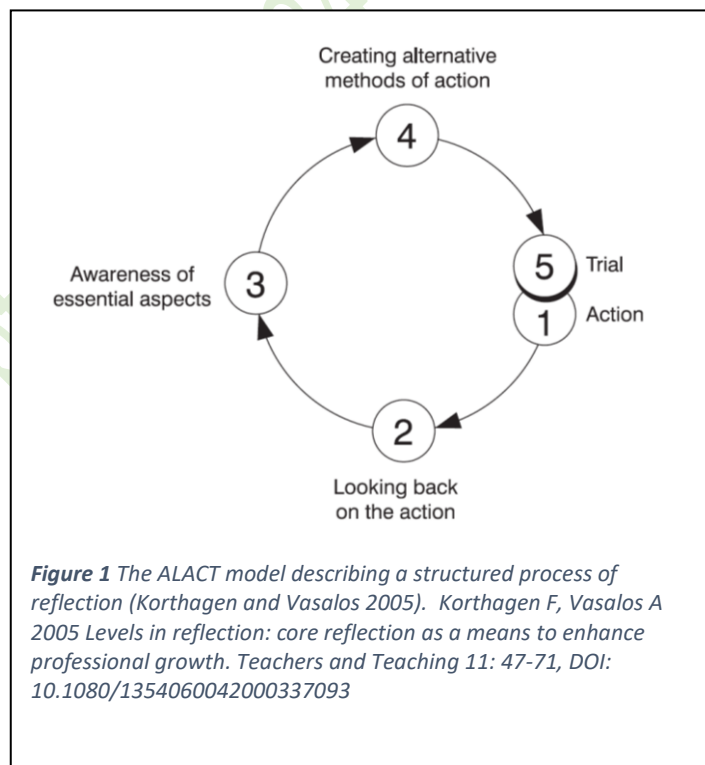 Creating alternative
methods of action
4
5
Trial
Awareness of
essential aspects
3
1
Action
2
Looking back
on the action
Figure 1 The ALACT model describing a structured process of
reflection (Korthagen and Vasalos 2005).  Korthagen F, Vasalos A
2005 Levels in reflection: core reflection as a means to enhance
professional growth. Teachers and Teaching 11: 47-71, DOI:
10.1080/1354060042000337093